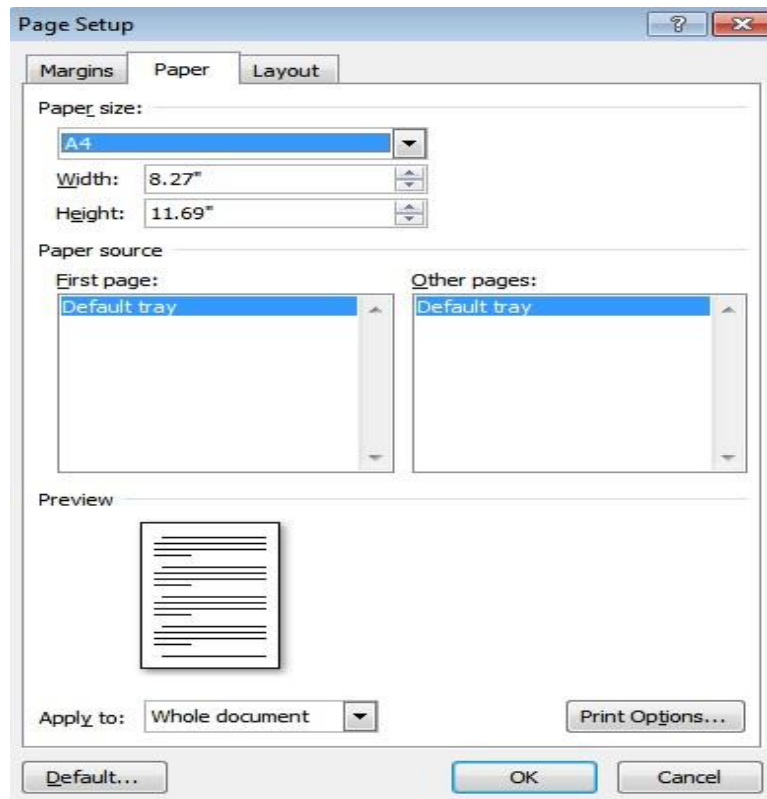 Page Setup
Margins Paper Layout
Paper size:
A4
Width: 8.27"
Height: 11.69"
Paper source
First page: Other pages:
Default tray Default tray
Preview
Apply to: Whole document Print Options...
Default... OK Cancel